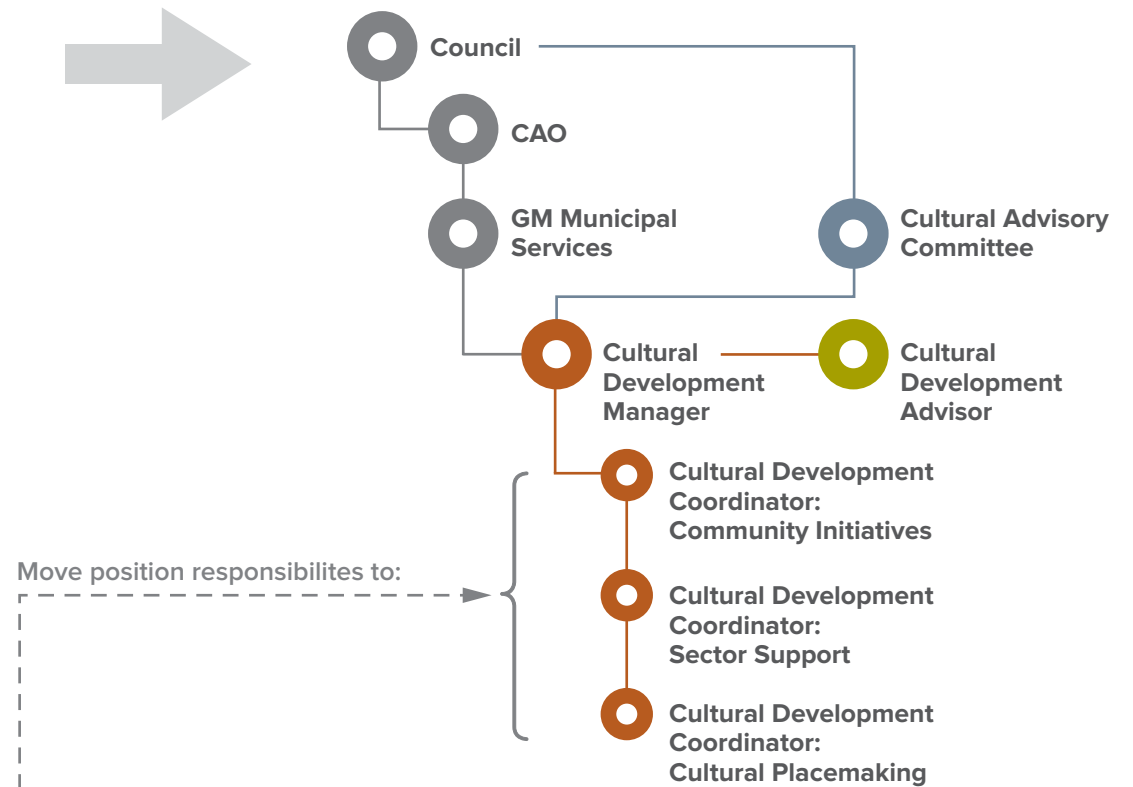 Council
CAO
GM Municipal
Services
Cultural Advisory
Committee
Cultural
Development
Manager
Cultural
Development
Advisor
Cultural Development
Coordinator:
Community Initiatives
Move position responsibilites to:
Cultural Development
Coordinator:
Sector Support
Cultural Development
Coordinator:
Cultural Placemaking